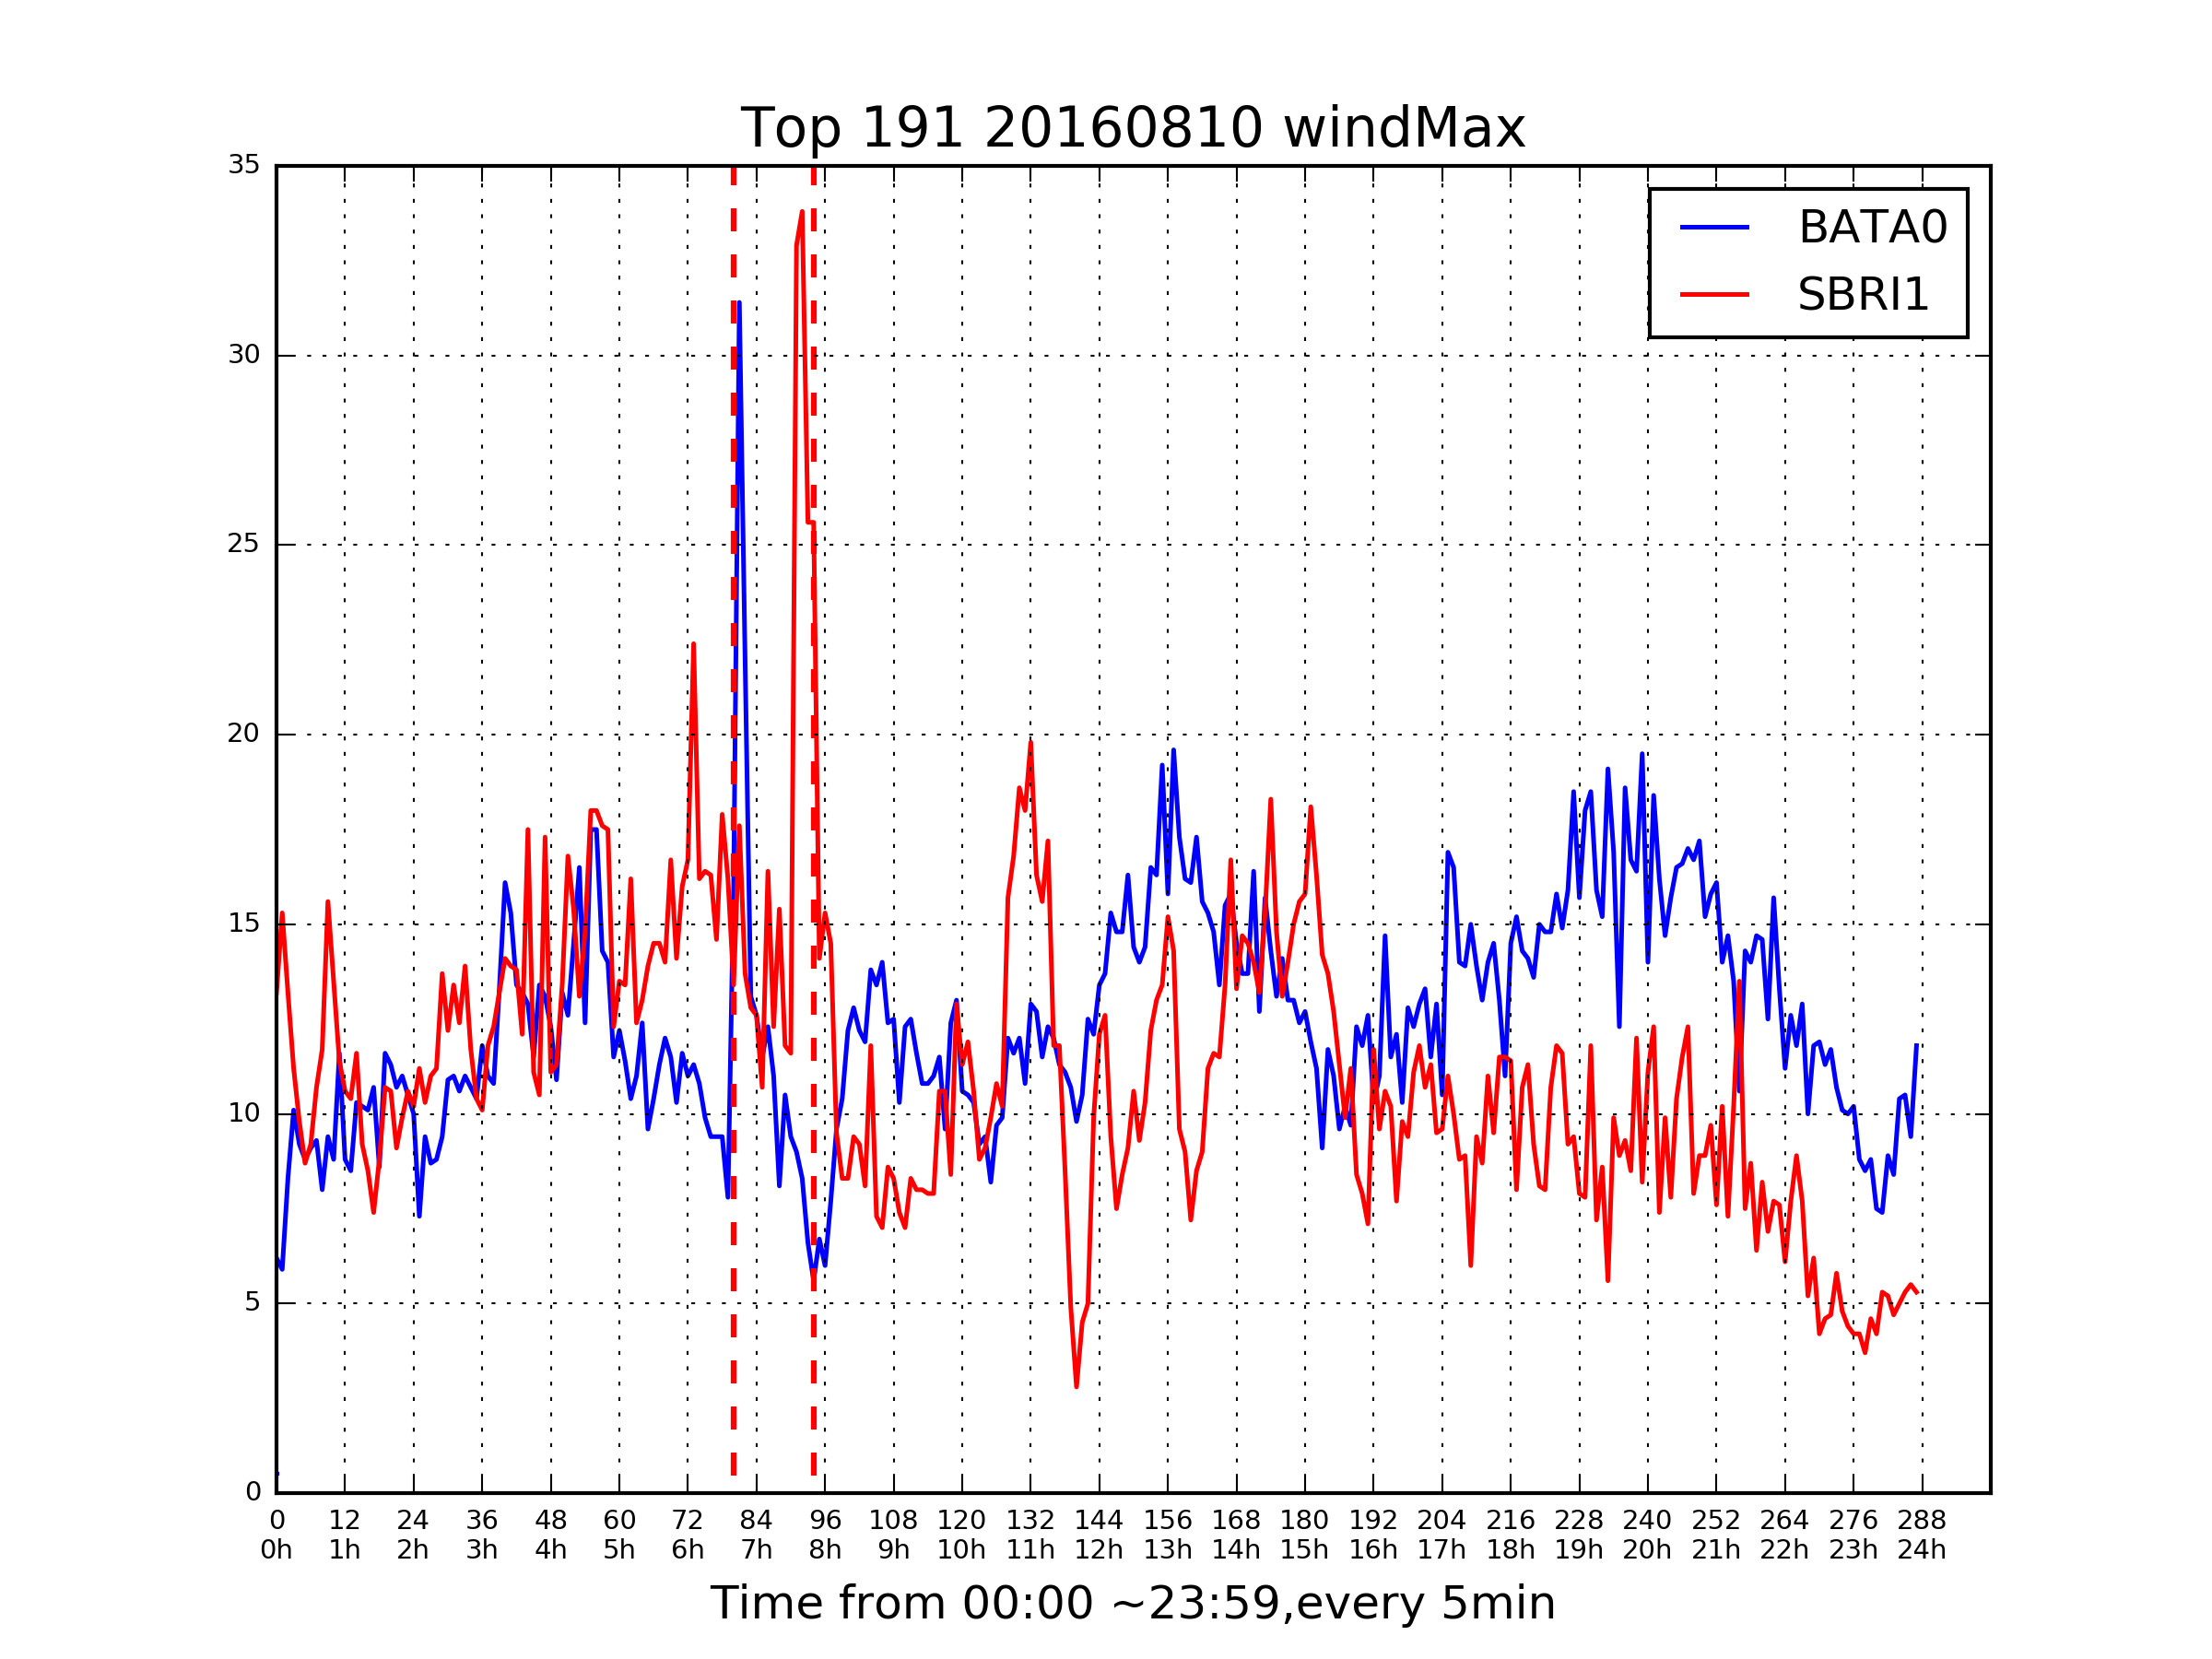 Top 191 20160810 windMax
BATA0
SBRI1
35
30
25
20
15
10
5
0
0 12 24 36 48 60 72 84 96 108 120 132 144 156 168 180 192 204 216 228 240 252 264 276 288
0h 1h 2h 3h 4h 5h 6h 7h 8h 9h 10h 11h 12h 13h 14h 15h 16h 17h 18h 19h 20h 21h 22h 23h 24h
Time from 00:00 ~23:59,every 5min